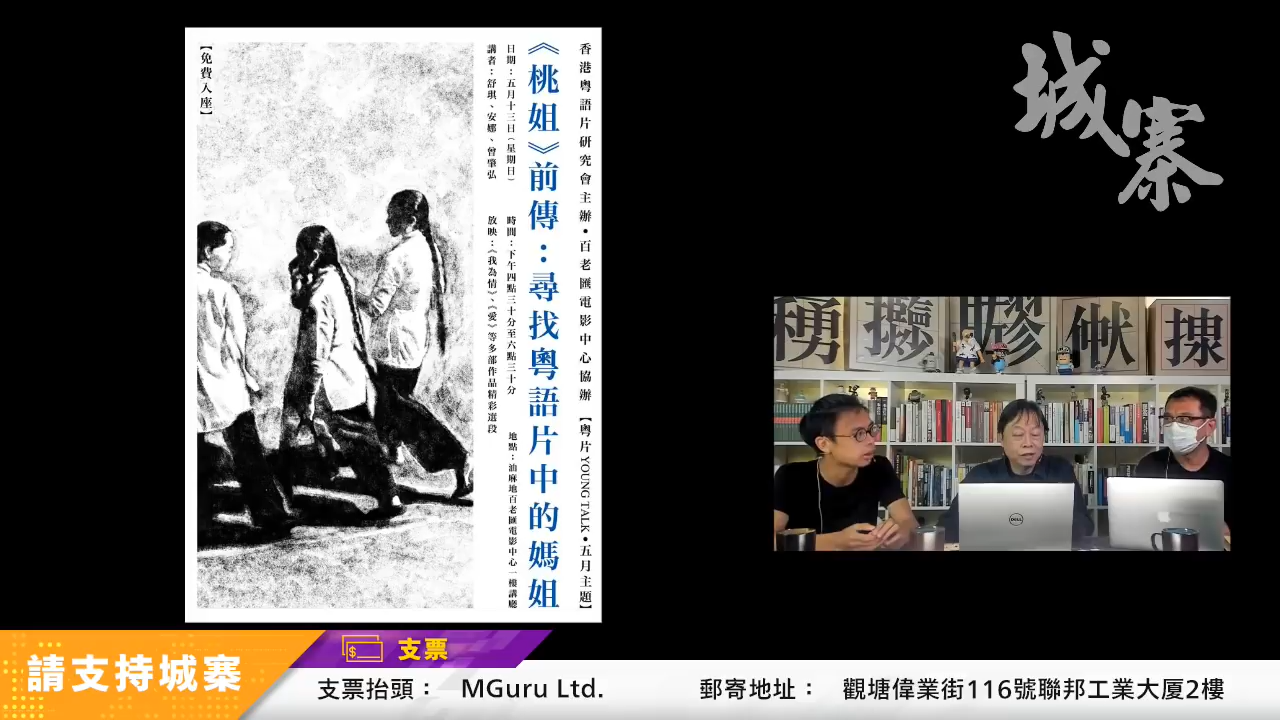 香港粵語片研究會主辦•百老匯電影中心協辦【粵片YOUNG TALK•五月主題】
《桃姐》前傳：尋找粵語片中的媽姐
日期：五月十三日（星期日） 時間：下午四點三十分至六點三十分 地點：油麻地百老匯電影中心一樓講廳
講者：舒琪、安娜、曾肇弘 放映：《我為情》、《愛》等多部作品精彩選段
【免費入座】
城寨
請支持城寨
支票
支票抬頭： MGuru Ltd. 郵寄地址： 觀塘偉業街116號聯邦工業大厦2樓
DELL